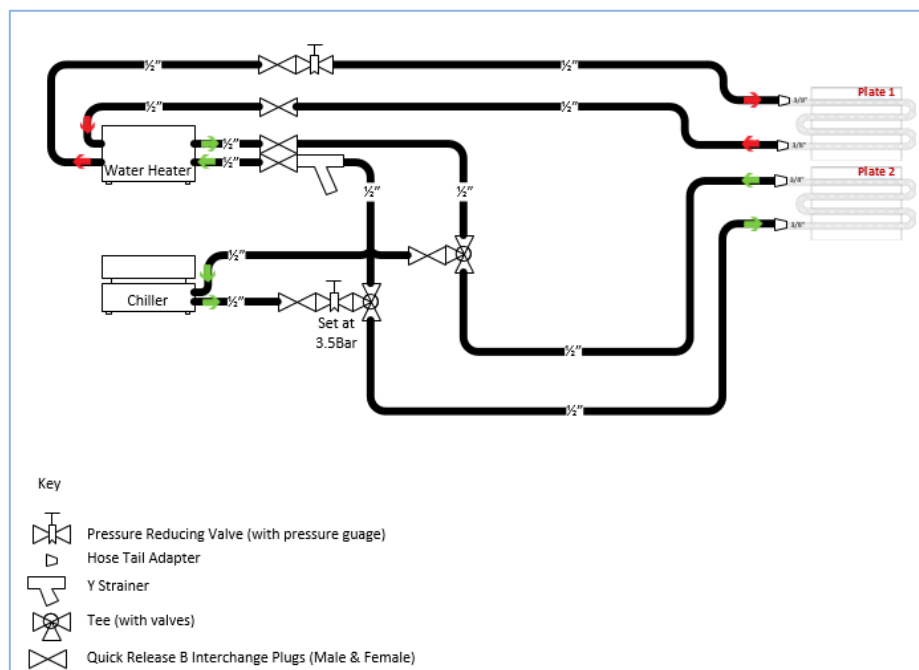 ½"
½"
Plate 1
3/8"
½"
½"
½"
Water Heater
½"
3/8"
Plate 2
3/8"
½"
½"
3/8"
½"
Chiller
½"
Set at
3.5Bar
½"
½"
Key
Pressure Reducing Valve (with pressure guage)
Hose Tail Adapter
Y Strainer
Tee (with valves)
Quick Release B Interchange Plugs (Male & Female)